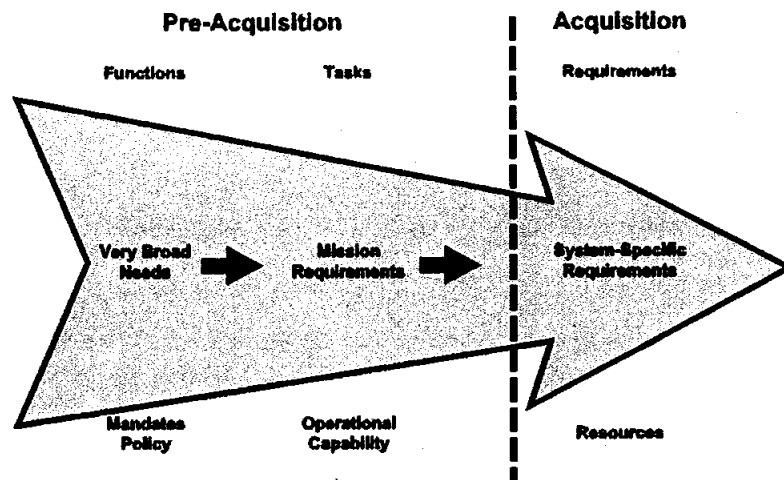 Pre-Acquisition
Acquisition
Functions
Tasks
Requirements
Very Broad
Needs
Mission
Requirements
System-Specific
Requirements
Mandates
Policy
Operational
Capability
Resources